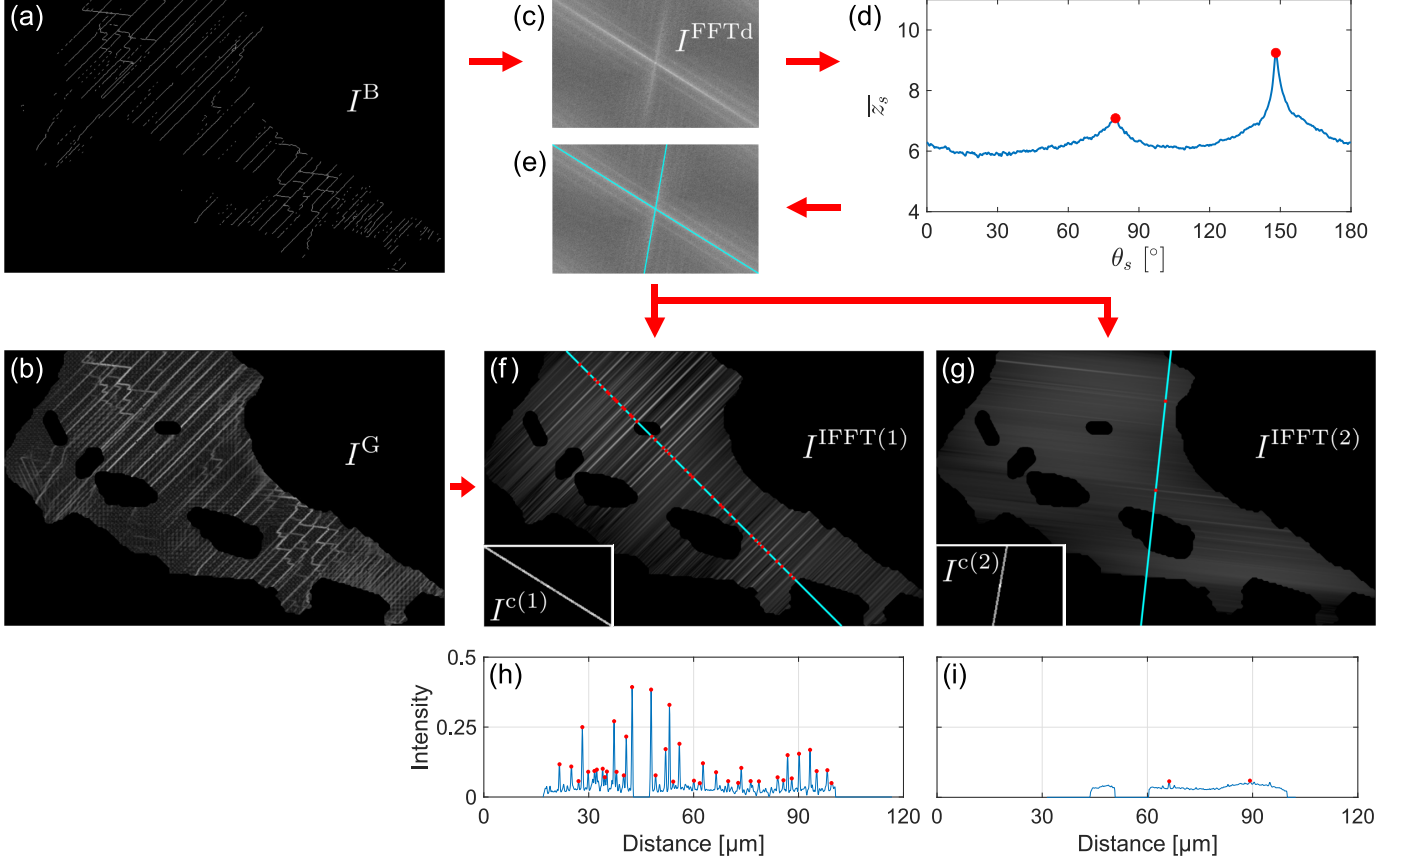 (a)
I^B
(c)
I^FFTd
(e)
(d)
11
10
8
6
4
0 30 60 90 120 150 180
z̅_s
θ_s [°]
(b)
I^G
(f)
I^IFFT(1)
I^c(1)
(g)
I^IFFT(2)
I^c(2)
(h)
0.5
0.25
0
Intensity
0 30 60 90 120
Distance [µm]
(i)
0 30 60 90 120
Distance [µm]